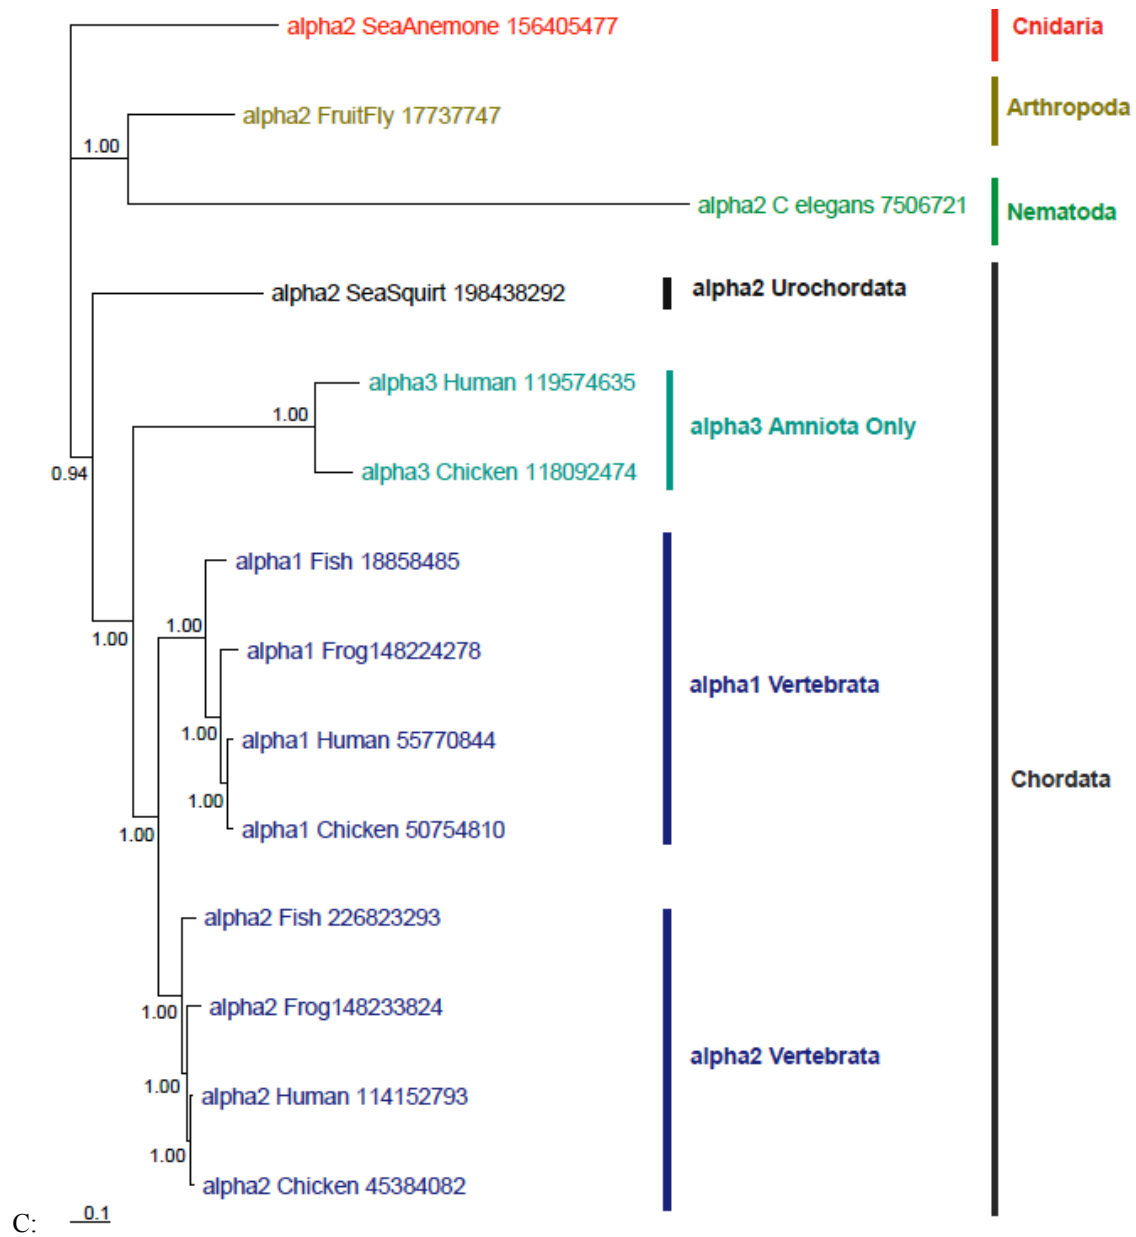 alpha2 SeaAnemone 156405477
Cnidaria
alpha2 FruitFly 17737747
Arthropoda
1.00
alpha2 C elegans 7506721
Nematoda
alpha2 SeaSquirt 198438292
alpha2 Urochordata
alpha3 Human 119574635
1.00
alpha3 Amniota Only
alpha3 Chicken 118092474
0.94
alpha1 Fish 18858485
1.00
1.00
alpha1 Frog148224278
alpha1 Vertebrata
1.00
alpha1 Human 55770844
Chordata
1.00
alpha1 Chicken 50754810
1.00
alpha2 Fish 226823293
1.00
alpha2 Frog148233824
alpha2 Vertebrata
1.00
alpha2 Human 114152793
1.00
alpha2 Chicken 45384082
C:
0.1